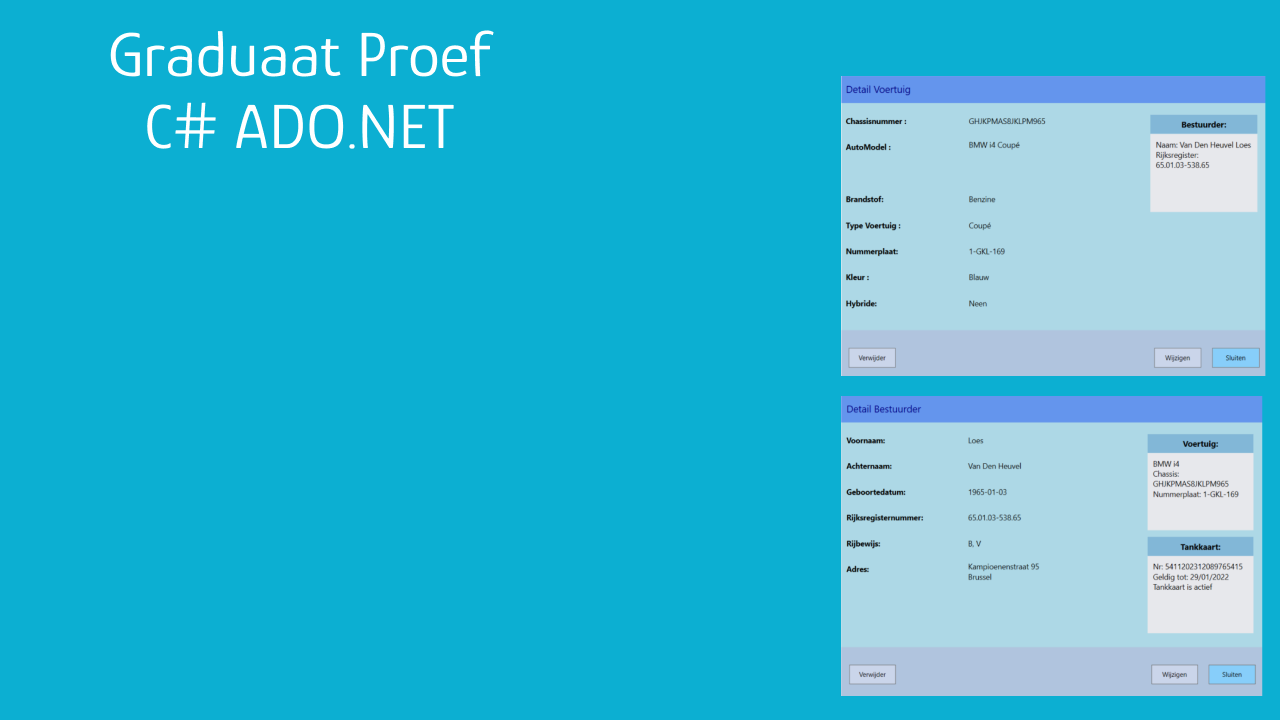 Graduaat Proef
C# ADO.NET
Detail Voertuig
Chassisnummer : GHJKPMAS8JKLPM965
AutoModel : BMW i4 Coupé
Brandstof: Benzine
Type Voertuig : Coupé
Nummerplaat: 1-GKL-169
Kleur : Blauw
Hybride: Neen
Bestuurder:
Naam: Van Den Heuvel Loes
Rijksregister:
65.01.03-538.65
Verwijder Wijzigen Sluiten
Detail Bestuurder
Voornaam: Loes
Achternaam: Van Den Heuvel
Geboortedatum: 1965-01-03
Rijksregisternummer: 65.01.03-538.65
Rijbewijs: B, V
Adres: Kampioenenstraat 95
Brussel
Voertuig:
BMW i4
Chassis:
GHJKPMAS8JKLPM965
Nummerplaat: 1-GKL-169
Tankkaart:
Nr: 5411202312089765415
Geldig tot: 29/01/2022
Tankkaart is actief
Verwijder Wijzigen Sluiten